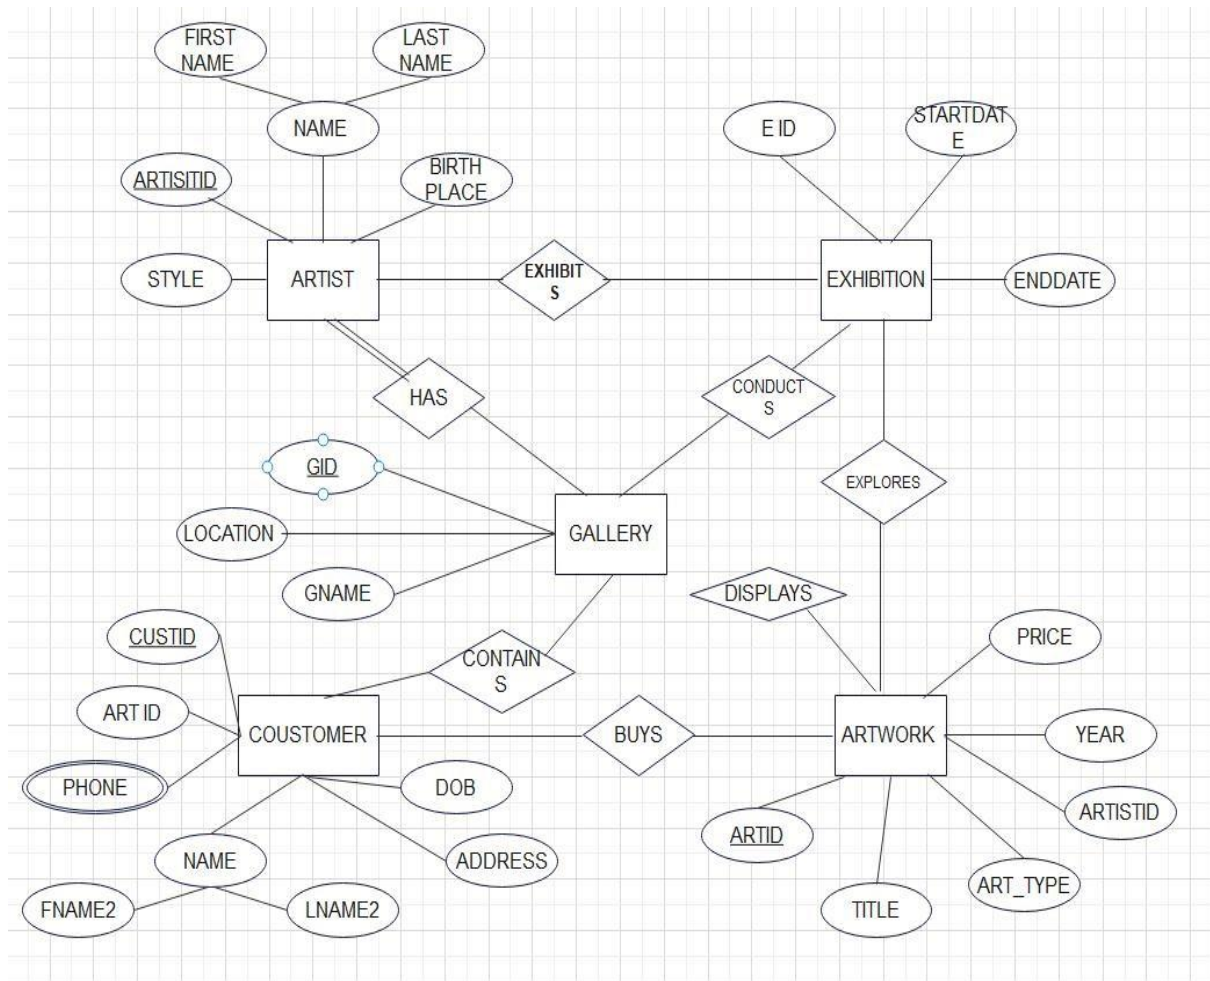 FIRST
NAME
LAST
NAME
NAME
E ID
STARTDAT
E
ARTISITID
BIRTH
PLACE
STYLE
ARTIST
EXHIBIT
S
EXHIBITION
ENDDATE
HAS
CONDUCT
S
GID
EXPLORES
LOCATION
GALLERY
GNAME
DISPLAYS
CUSTID
CONTAIN
S
PRICE
ART ID
COUSTOMER
BUYS
ARTWORK
YEAR
PHONE
DOB
ARTISTID
NAME
ADDRESS
ARTID
ART_TYPE
FNAME2
LNAME2
TITLE